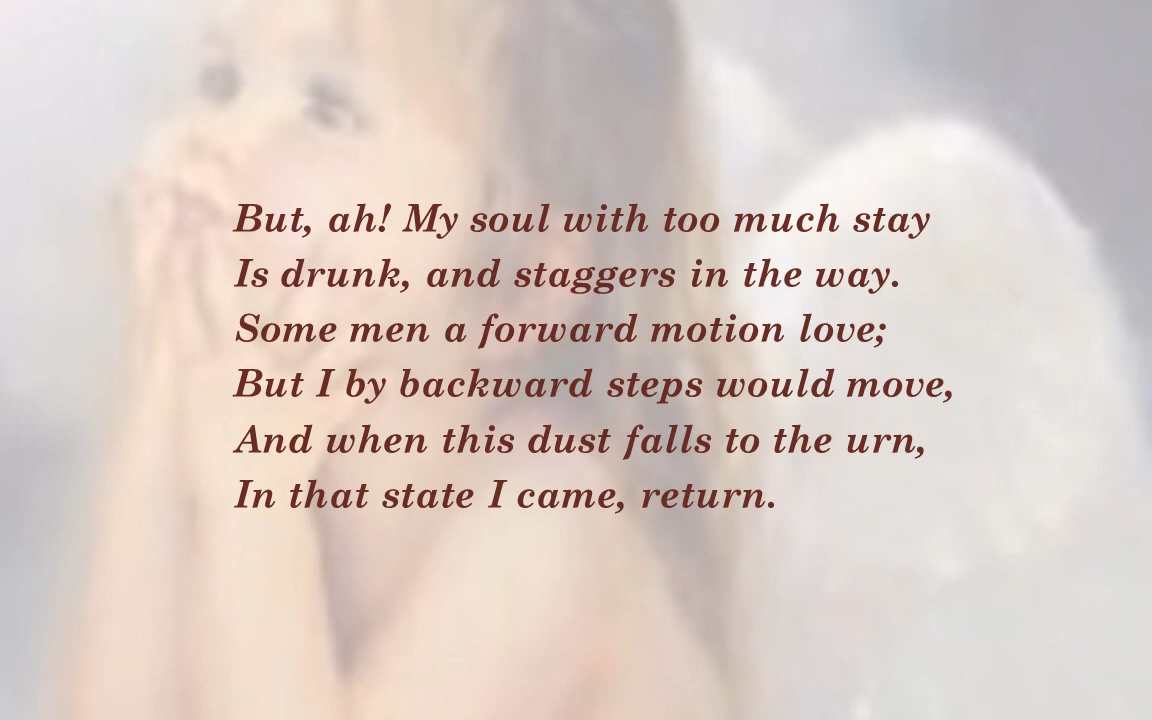 But, ah! My soul with too much stay
Is drunk, and staggers in the way.
Some men a forward motion love;
But I by backward steps would move,
And when this dust falls to the urn,
In that state I came, return.